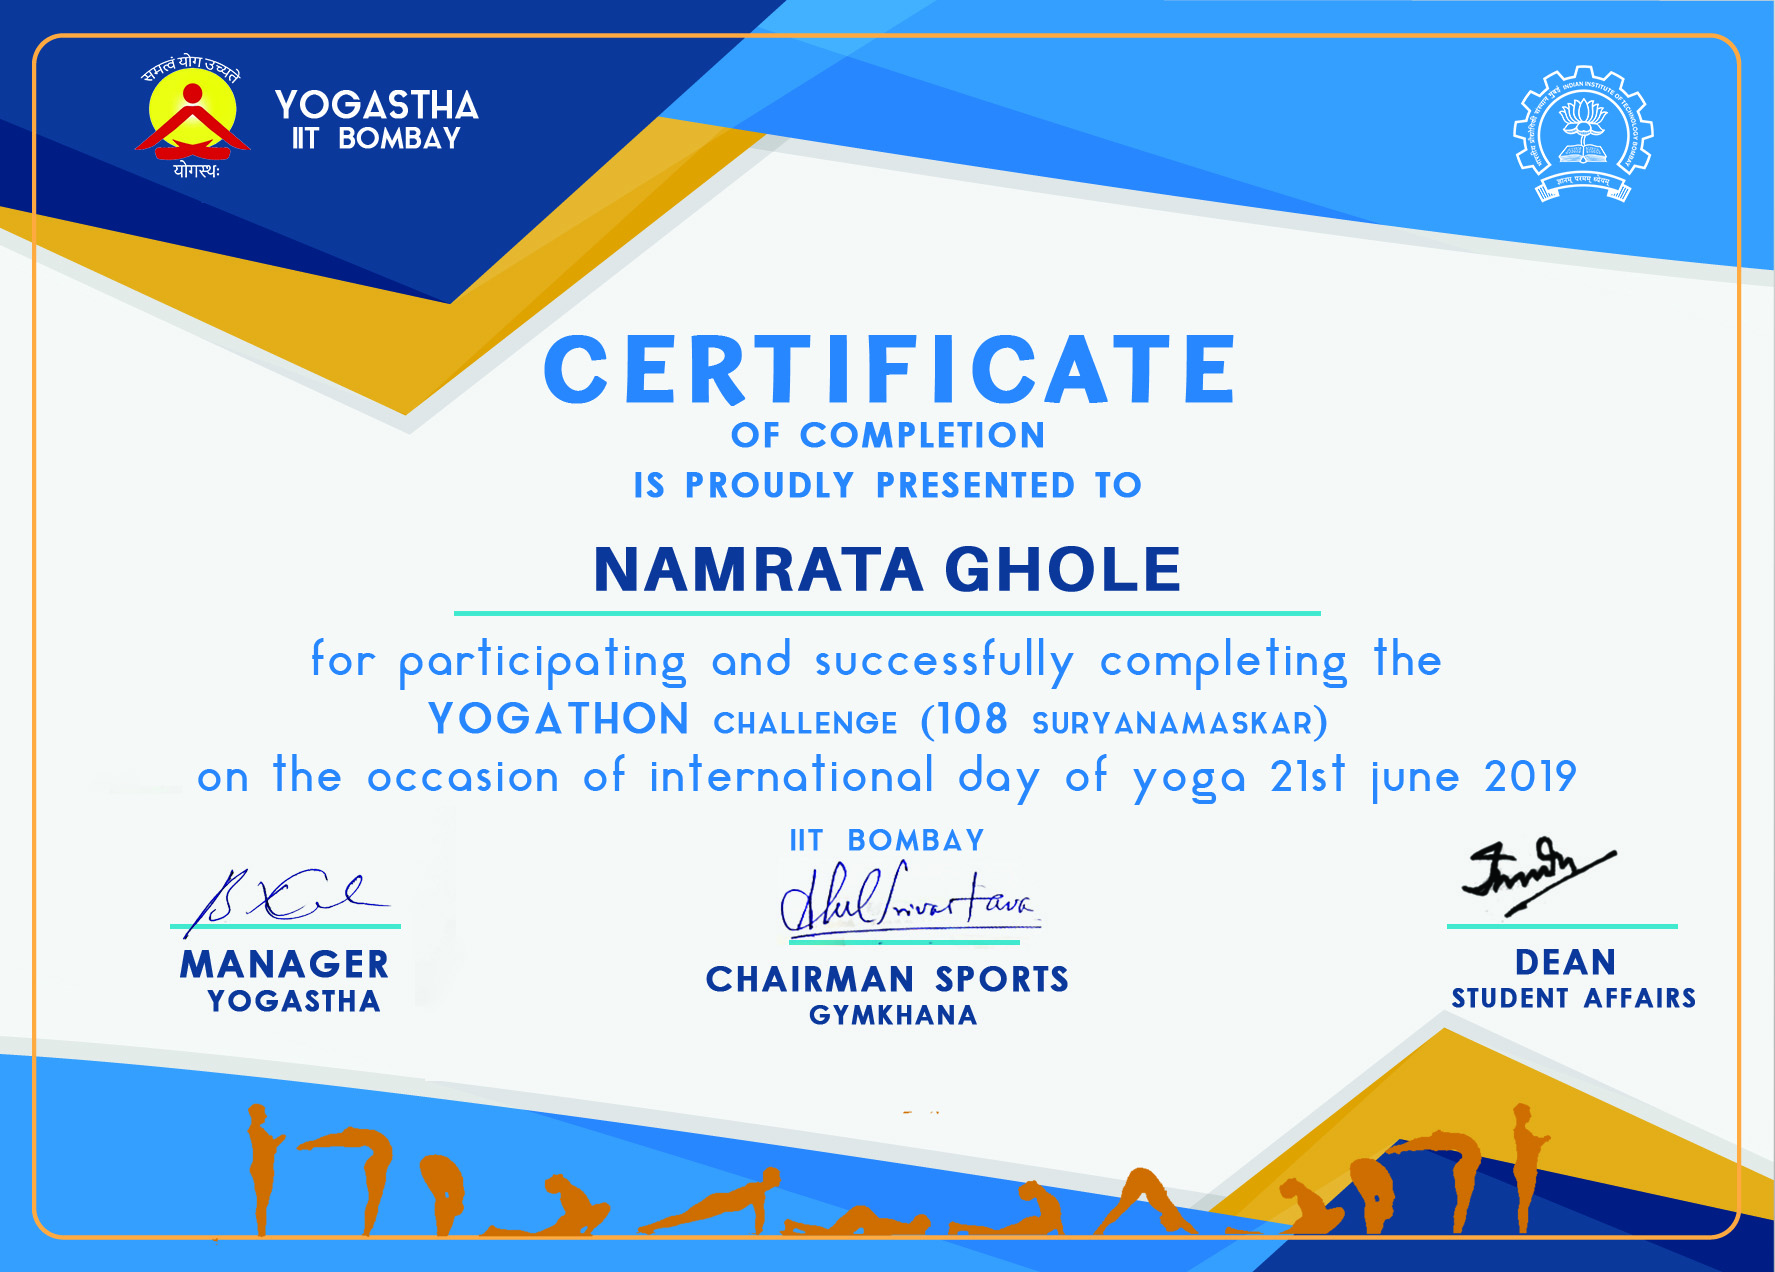 समत्वं योग उच्यते
योगस्थः
YOGASTHA
IIT BOMBAY
भारतीय प्रौद्योगिकी संस्थान मुंबई INDIAN INSTITUTE OF TECHNOLOGY BOMBAY
ज्ञानम् परमम् ध्येयम्
CERTIFICATE
OF COMPLETION
IS PROUDLY PRESENTED TO
NAMRATA GHOLE
for participating and successfully completing the
YOGATHON CHALLENGE (108 SURYANAMASKAR)
on the occasion of international day of yoga 21st june 2019
IIT BOMBAY
MANAGER
YOGASTHA
CHAIRMAN SPORTS
GYMKHANA
DEAN
STUDENT AFFAIRS